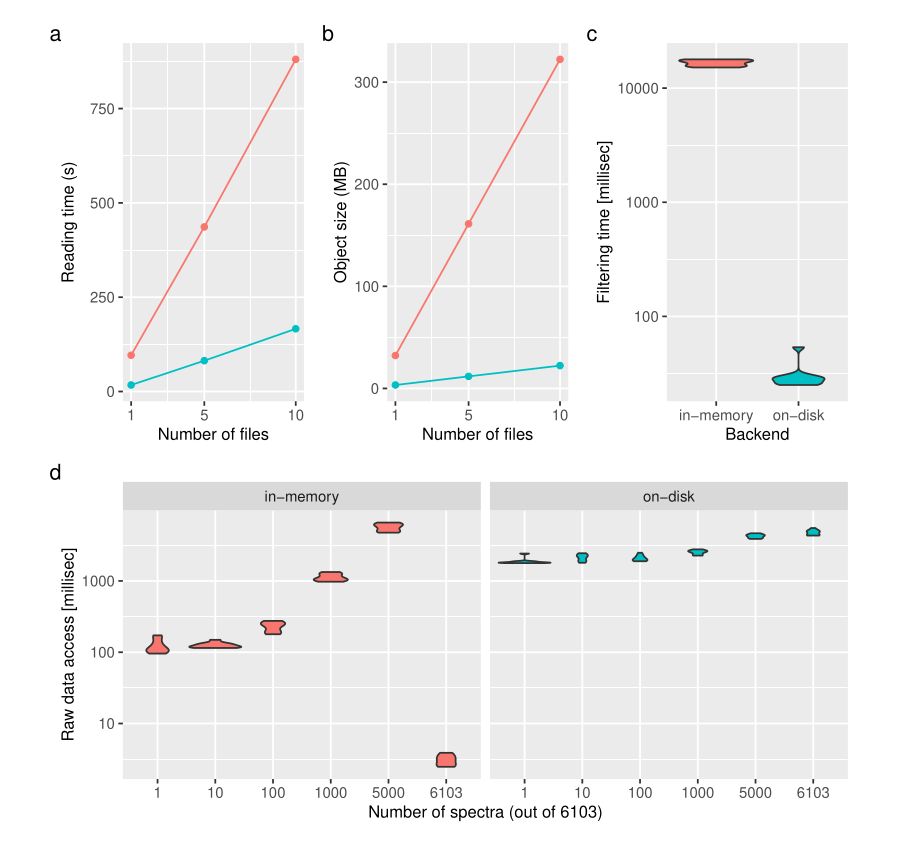 a
b
c
Reading time (s)
750
500
250
0
1
5
10
Number of files
Object size (MB)
300
200
100
0
1
5
10
Number of files
Filtering time [millisec]
10000
1000
100
in−memory
on−disk
Backend
d
in−memory
on−disk
Raw data access [millisec]
1000
100
10
1
10
100
1000
5000
6103
1
10
100
1000
5000
6103
Number of spectra (out of 6103)